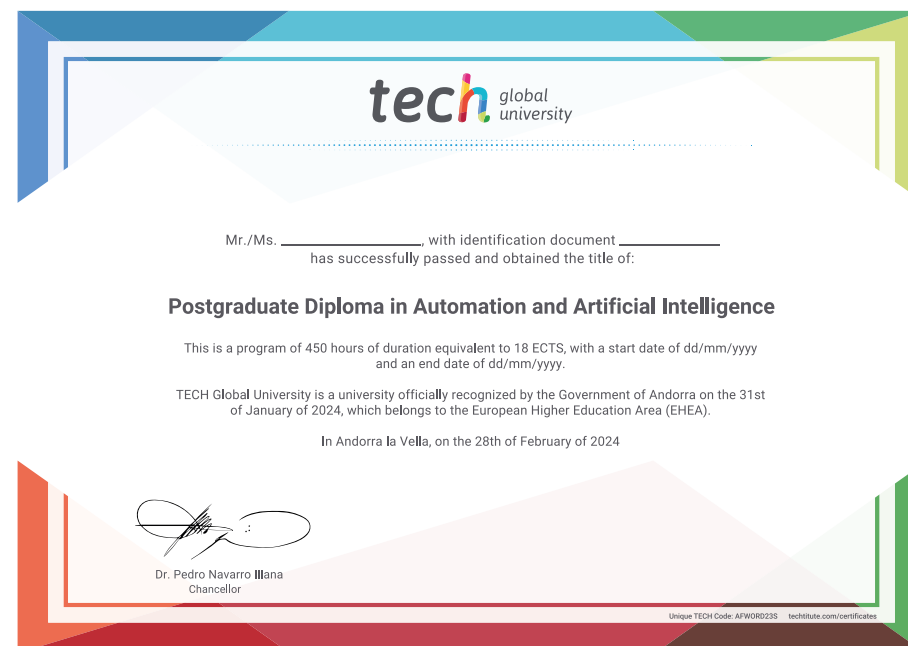 tech global university
Mr./Ms. ____________________, with identification document ______________
has successfully passed and obtained the title of:
Postgraduate Diploma in Automation and Artificial Intelligence
This is a program of 450 hours of duration equivalent to 18 ECTS, with a start date of dd/mm/yyyy
and an end date of dd/mm/yyyy.
TECH Global University is a university officially recognized by the Government of Andorra on the 31st
of January of 2024, which belongs to the European Higher Education Area (EHEA).
In Andorra la Vella, on the 28th of February of 2024
Dr. Pedro Navarro Illana
Chancellor
Unique TECH Code: AFWORD23S techtitute.com/certificates